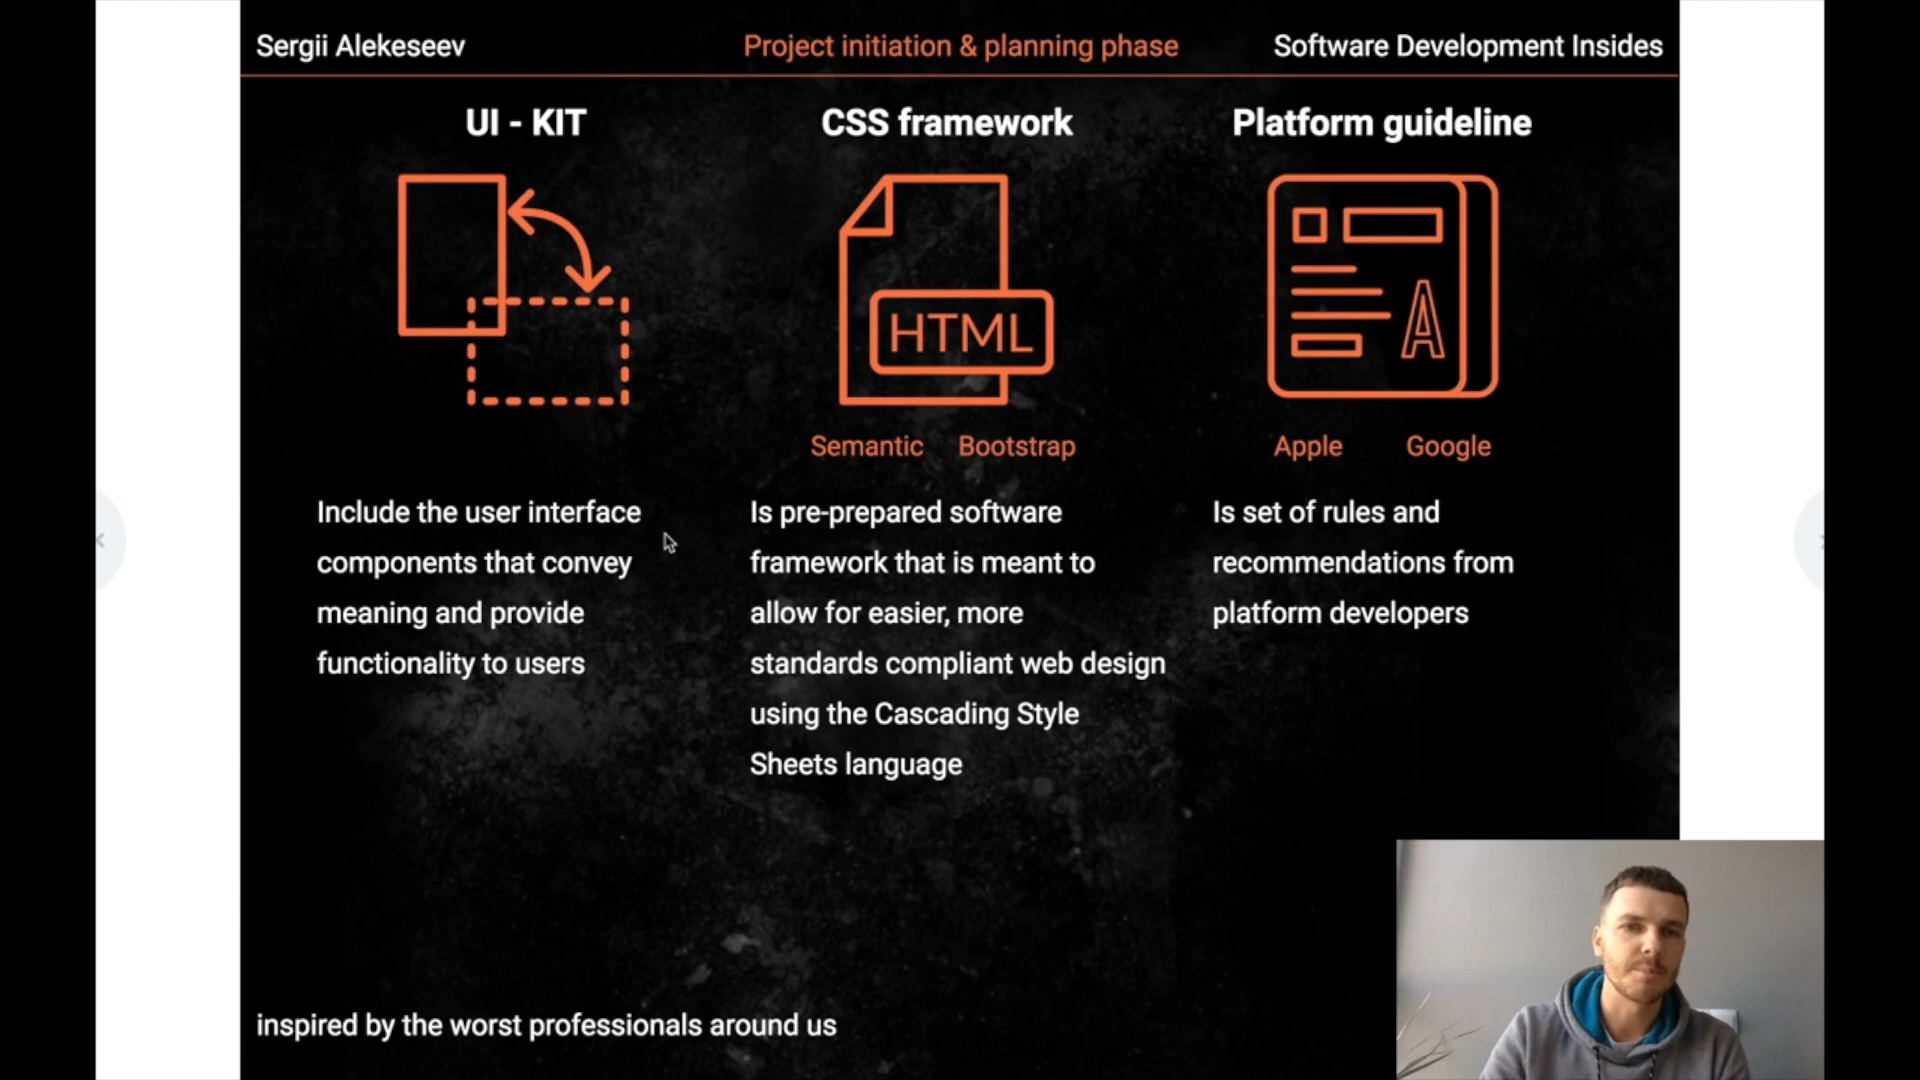 Sergii Alekeseev
Project initiation & planning phase
Software Development Insides
UI - KIT
CSS framework
Platform guideline
HTML
A
Semantic
Bootstrap
Apple
Google
Include the user interface
components that convey
meaning and provide
functionality to users
Is pre-prepared software
framework that is meant to
allow for easier, more
standards compliant web design
using the Cascading Style
Sheets language
Is set of rules and
recommendations from
platform developers
inspired by the worst professionals around us